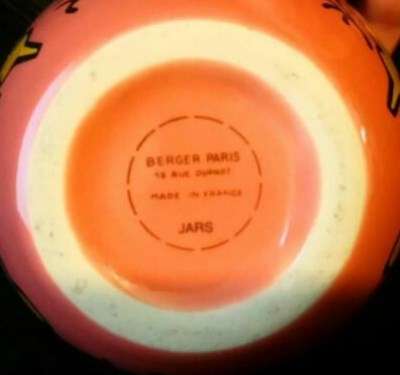 BERGER PARIS
18 RUE DUPHOT
MADE IN FRANCE
JARS